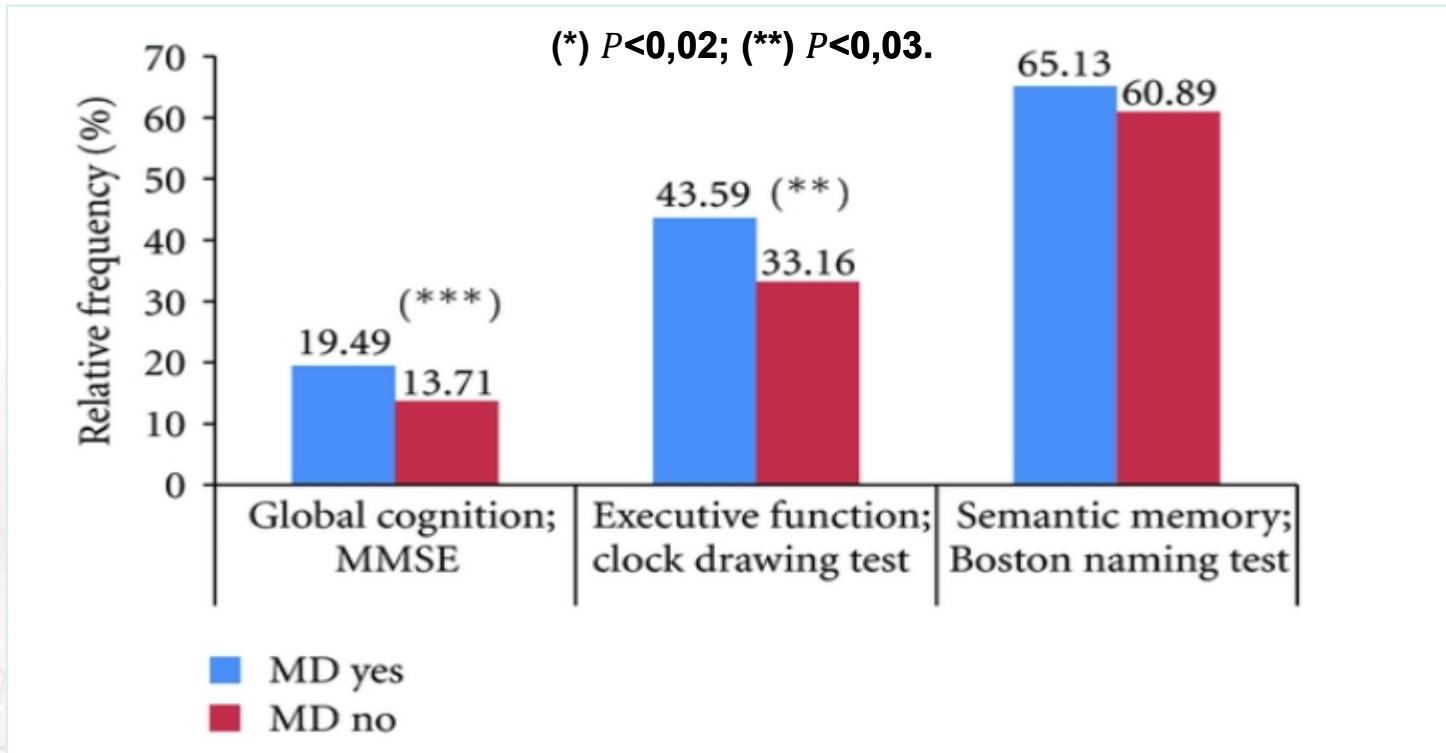 (*) P<0,02; (**) P<0,03.
Relative frequency (%)
70
60
50
40
30
20
10
0
19.49
(***)
13.71
43.59
(**)
33.16
65.13
60.89
Global cognition;
MMSE
Executive function;
clock drawing test
Semantic memory;
Boston naming test
MD yes
MD no